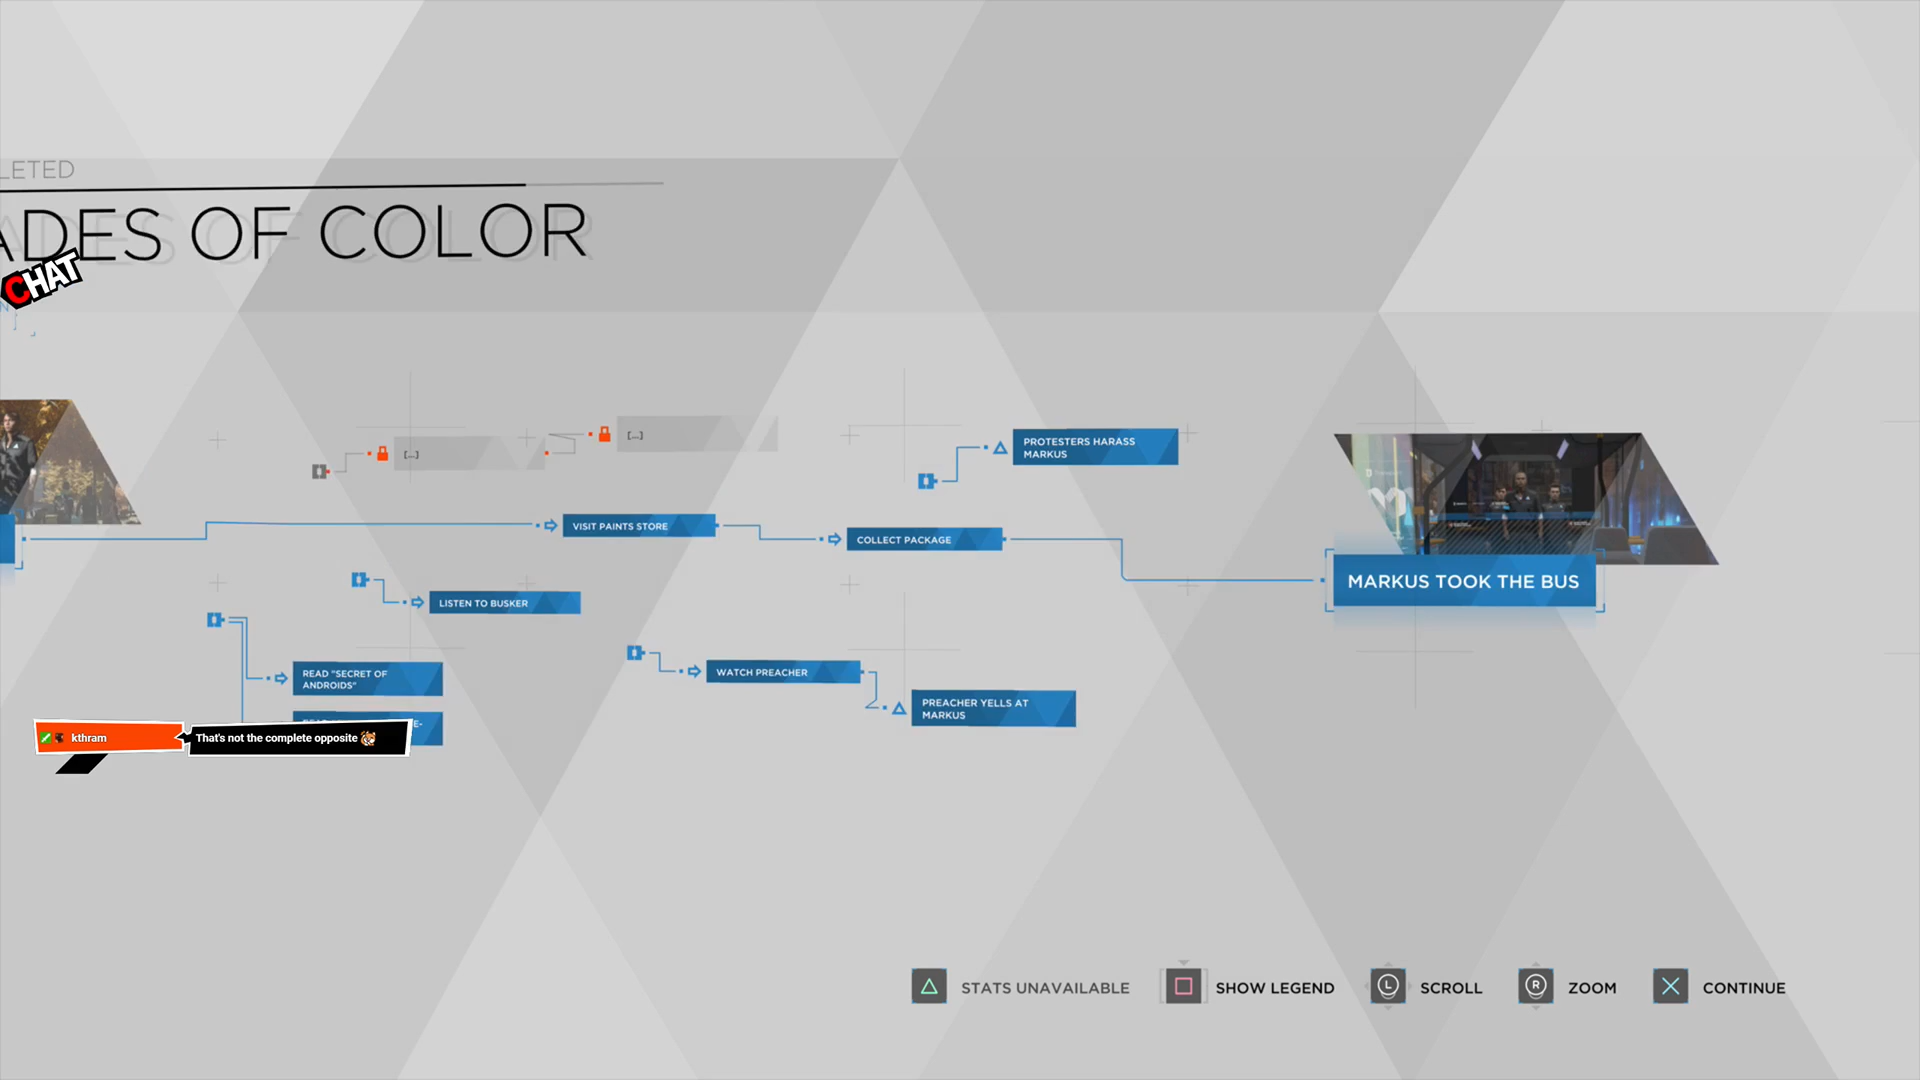 LETED
ADES OF COLOR
CHAT
[...]
[...]
PROTESTERS HARASS
MARKUS
VISIT PAINTS STORE
COLLECT PACKAGE
MARKUS TOOK THE BUS
LISTEN TO BUSKER
READ "SECRET OF
ANDROIDS"
WATCH PREACHER
PREACHER YELLS AT
MARKUS
kthram
That's not the complete opposite
STATS UNAVAILABLE
SHOW LEGEND
L
SCROLL
R
ZOOM
CONTINUE